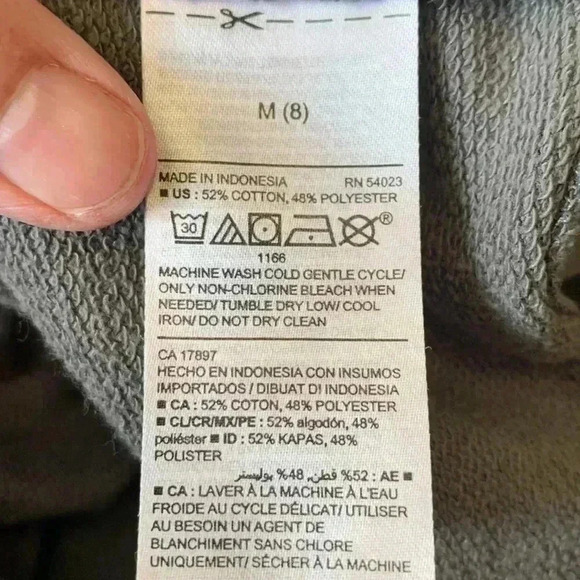 M (8)
MADE IN INDONESIA RN 54023
■ US : 52% COTTON, 48% POLYESTER
30 ®
1166
MACHINE WASH COLD GENTLE CYCLE/
ONLY NON-CHLORINE BLEACH WHEN
NEEDED/ TUMBLE DRY LOW/ COOL
IRON/ DO NOT DRY CLEAN
CA 17897
HECHO EN INDONESIA CON INSUMOS
IMPORTADOS / DIBUAT DI INDONESIA
■ CA : 52% COTON, 48% POLYESTER
■ CL/CR/MX/PE : 52% algodón, 48%
poliéster ■ ID : 52% KAPAS, 48%
POLISTER
■ AE : 52% قطن, 48% بوليستر
■ CA : LAVER À LA MACHINE À L'EAU
FROIDE AU CYCLE DÉLICAT/ UTILISER
AU BESOIN UN AGENT DE
BLANCHIMENT SANS CHLORE
UNIQUEMENT/ SÉCHER À LA MACHINE